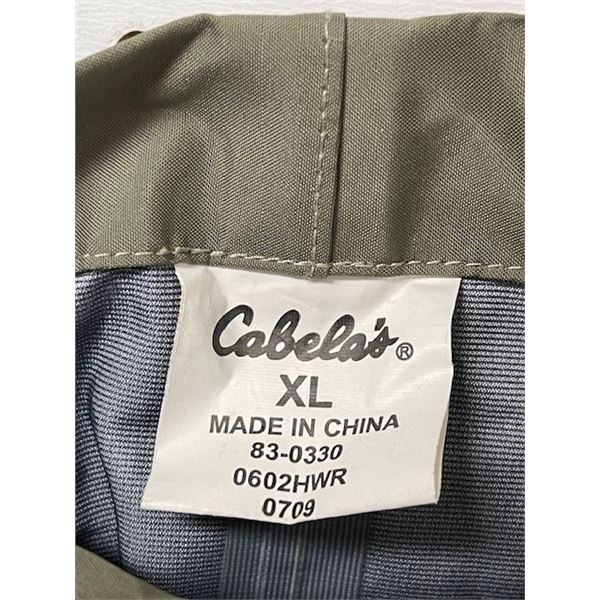 Cabela's®
XL
MADE IN CHINA
83-0330
0602HWR
0709